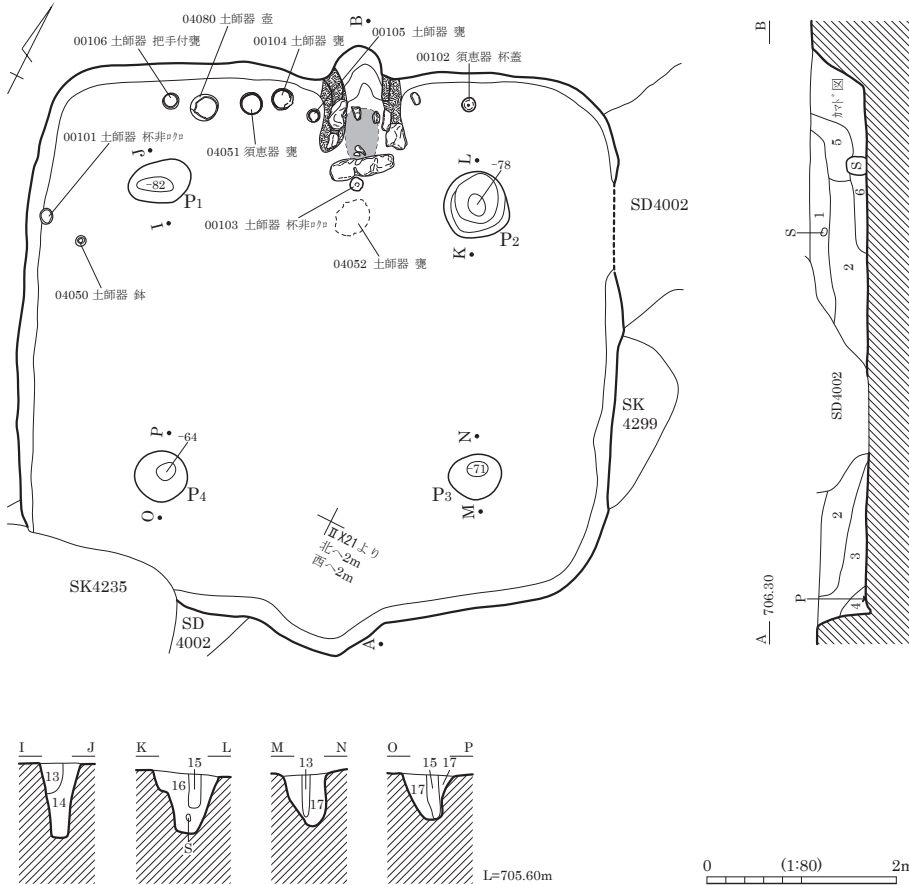 04080 土師器 壺
B
00106 土師器 把手付甕
00104 土師器 甕
00105 土師器 甕
00102 須恵器 杯蓋
00101 土師器 杯非ﾛｸﾛ
04051 須恵器 甕
J
-82
P1
I
L
-78
P2
K
00103 土師器 杯非ﾛｸﾛ
04052 土師器 甕
04050 土師器 鉢
SD4002
SK
4299
P
-64
P4
O
N
-71
P3
M
ⅡX21より
北へ2m
西へ2m
SK4235
SD
4002
A
B
ｶﾏﾄﾞ図
5
S
6
1
S
2
SD4002
2
3
P
4
A
706.30
I J
13
14
K L
15
16
S
M N
13
17
O P
15 17
17
L=705.60m
0 (1:80) 2m